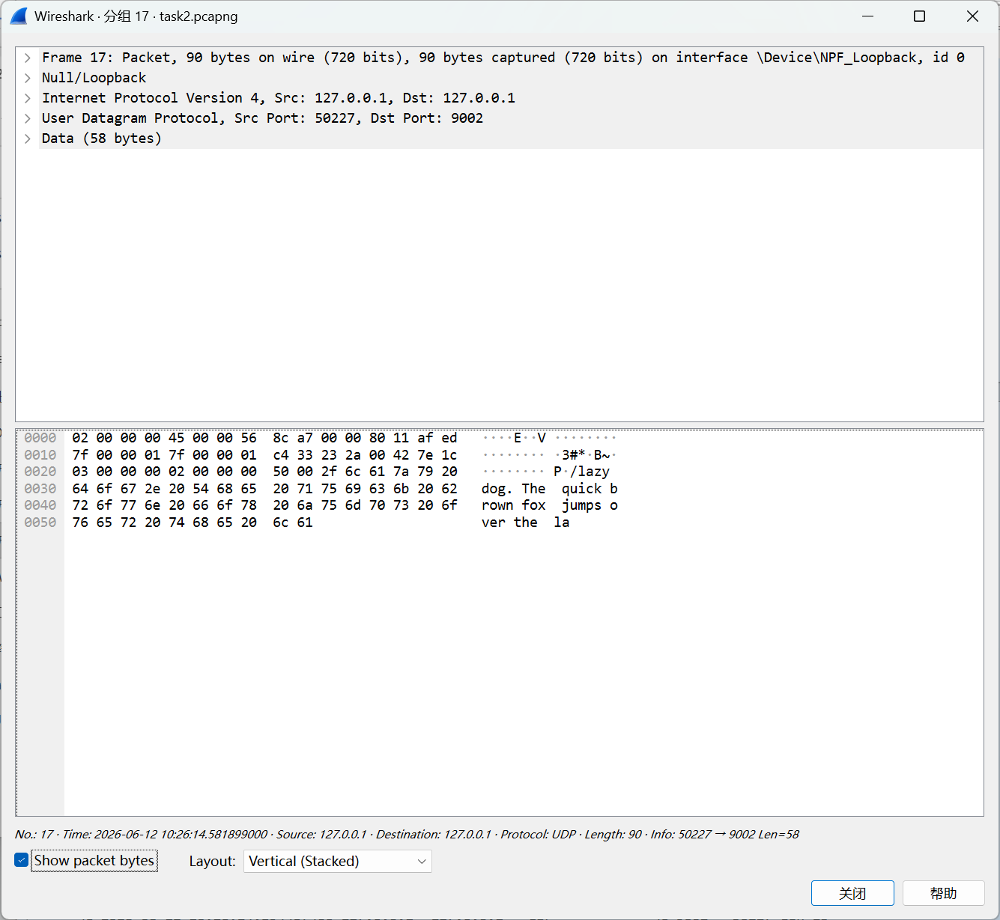 Wireshark · 分组 17 · task2.pcapng
Frame 17: Packet, 90 bytes on wire (720 bits), 90 bytes captured (720 bits) on interface \Device\NPF_Loopback, id 0
Null/Loopback
Internet Protocol Version 4, Src: 127.0.0.1, Dst: 127.0.0.1
User Datagram Protocol, Src Port: 50227, Dst Port: 9002
Data (58 bytes)
0000 02 00 00 00 45 00 00 56 8c a7 00 00 80 11 af ed ····E··V ········
0010 7f 00 00 01 7f 00 00 01 c4 33 23 2a 00 42 7e 1c ········ ·3#*·B~·
0020 03 00 00 00 02 00 00 00 50 00 2f 6c 61 7a 79 20 ········ P·/lazy
0030 64 6f 67 2e 20 54 68 65 20 71 75 69 63 6b 20 62 dog. The quick b
0040 72 6f 77 6e 20 66 6f 78 20 6a 75 6d 70 73 20 6f rown fox jumps o
0050 76 65 72 20 74 68 65 20 6c 61 ver the la
No.: 17 · Time: 2026-06-12 10:26:14.581899000 · Source: 127.0.0.1 · Destination: 127.0.0.1 · Protocol: UDP · Length: 90 · Info: 50227 → 9002 Len=58
Show packet bytes Layout: Vertical (Stacked)
关闭 帮助